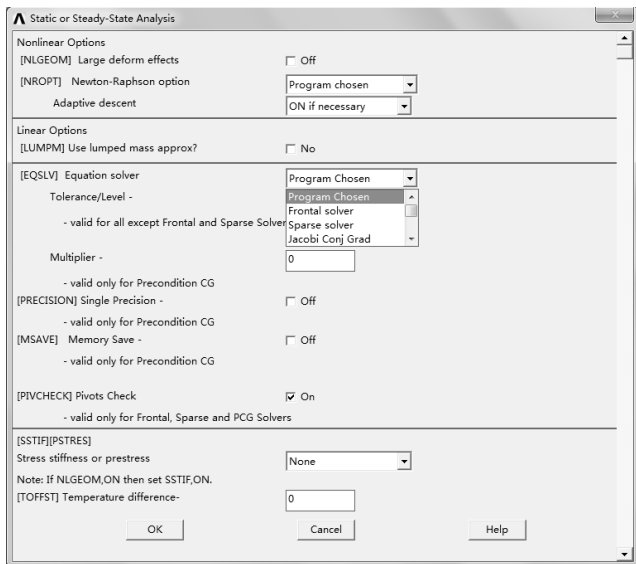 Static or Steady-State Analysis
Nonlinear Options
[NLGEOM] Large deform effects Off
[NROPT] Newton-Raphson option Program chosen
Adaptive descent ON if necessary
Linear Options
[LUMPM] Use lumped mass approx? No
[EQSLV] Equation solver Program Chosen
Tolerance/Level - Program Chosen
Frontal solver
- valid for all except Frontal and Sparse Solver Sparse solver
Jacobi Conj Grad
Multiplier - 0
- valid only for Precondition CG
[PRECISION] Single Precision - Off
- valid only for Precondition CG
[MSAVE] Memory Save - Off
- valid only for Precondition CG
[PIVCHECK] Pivots Check On
- valid only for Frontal, Sparse and PCG Solvers
[SSTIF][PSTRES]
Stress stiffness or prestress None
Note: If NLGEOM,ON then set SSTIF,ON.
[TOFFST] Temperature difference- 0
OK Cancel Help